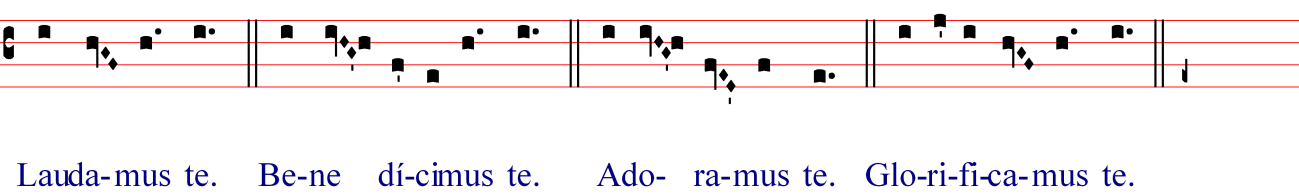 Lauda-mus te. Be-ne dí-cimus te. Ado- ra-mus te. Glo-ri-fi-ca-mus te.